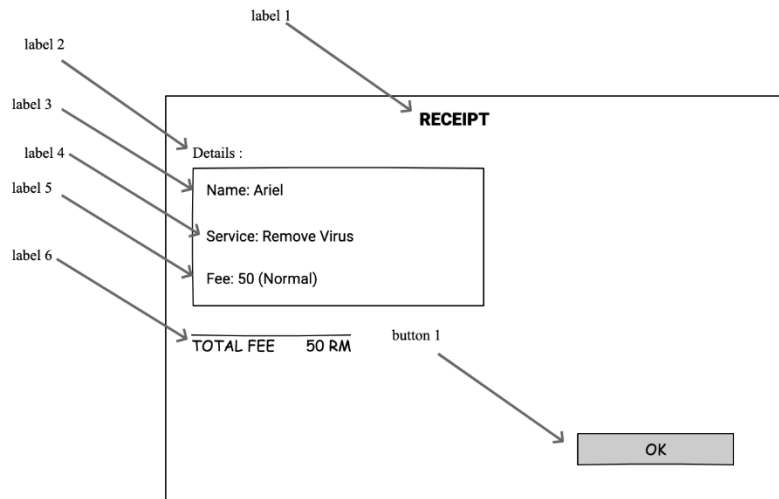 label 1
label 2
label 3
RECEIPT
label 4
Details :
label 5
Name: Ariel
Service: Remove Virus
label 6
Fee: 50 (Normal)
button 1
TOTAL FEE 50 RM
OK